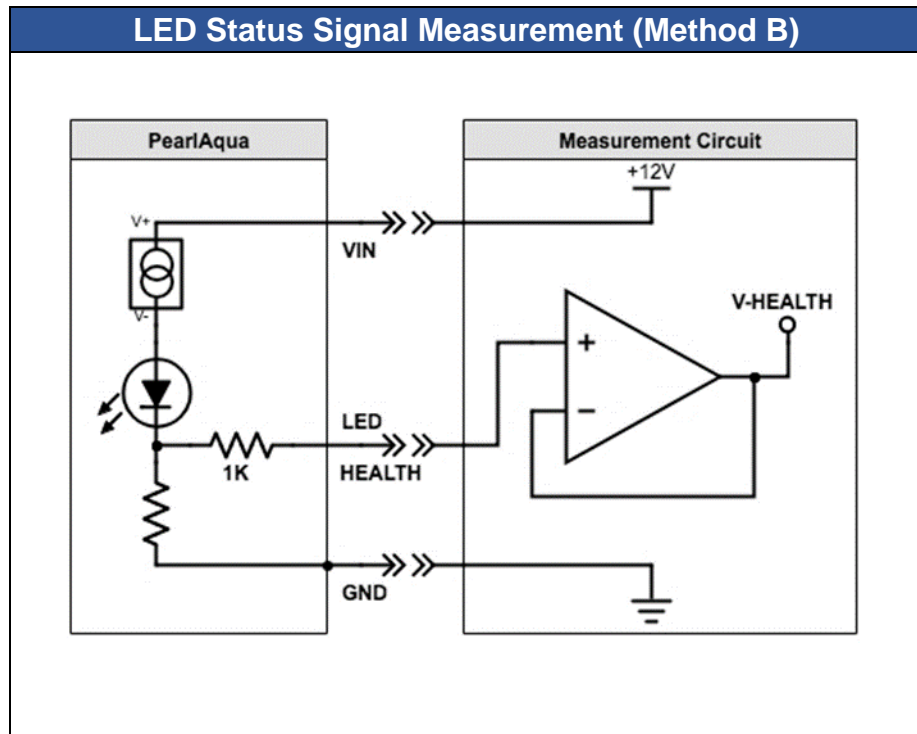 LED Status Signal Measurement (Method B)
PearlAqua
Measurement Circuit
+12V
V+
VIN
V-HEALTH
V-
+
−
LED
HEALTH
1K
GND